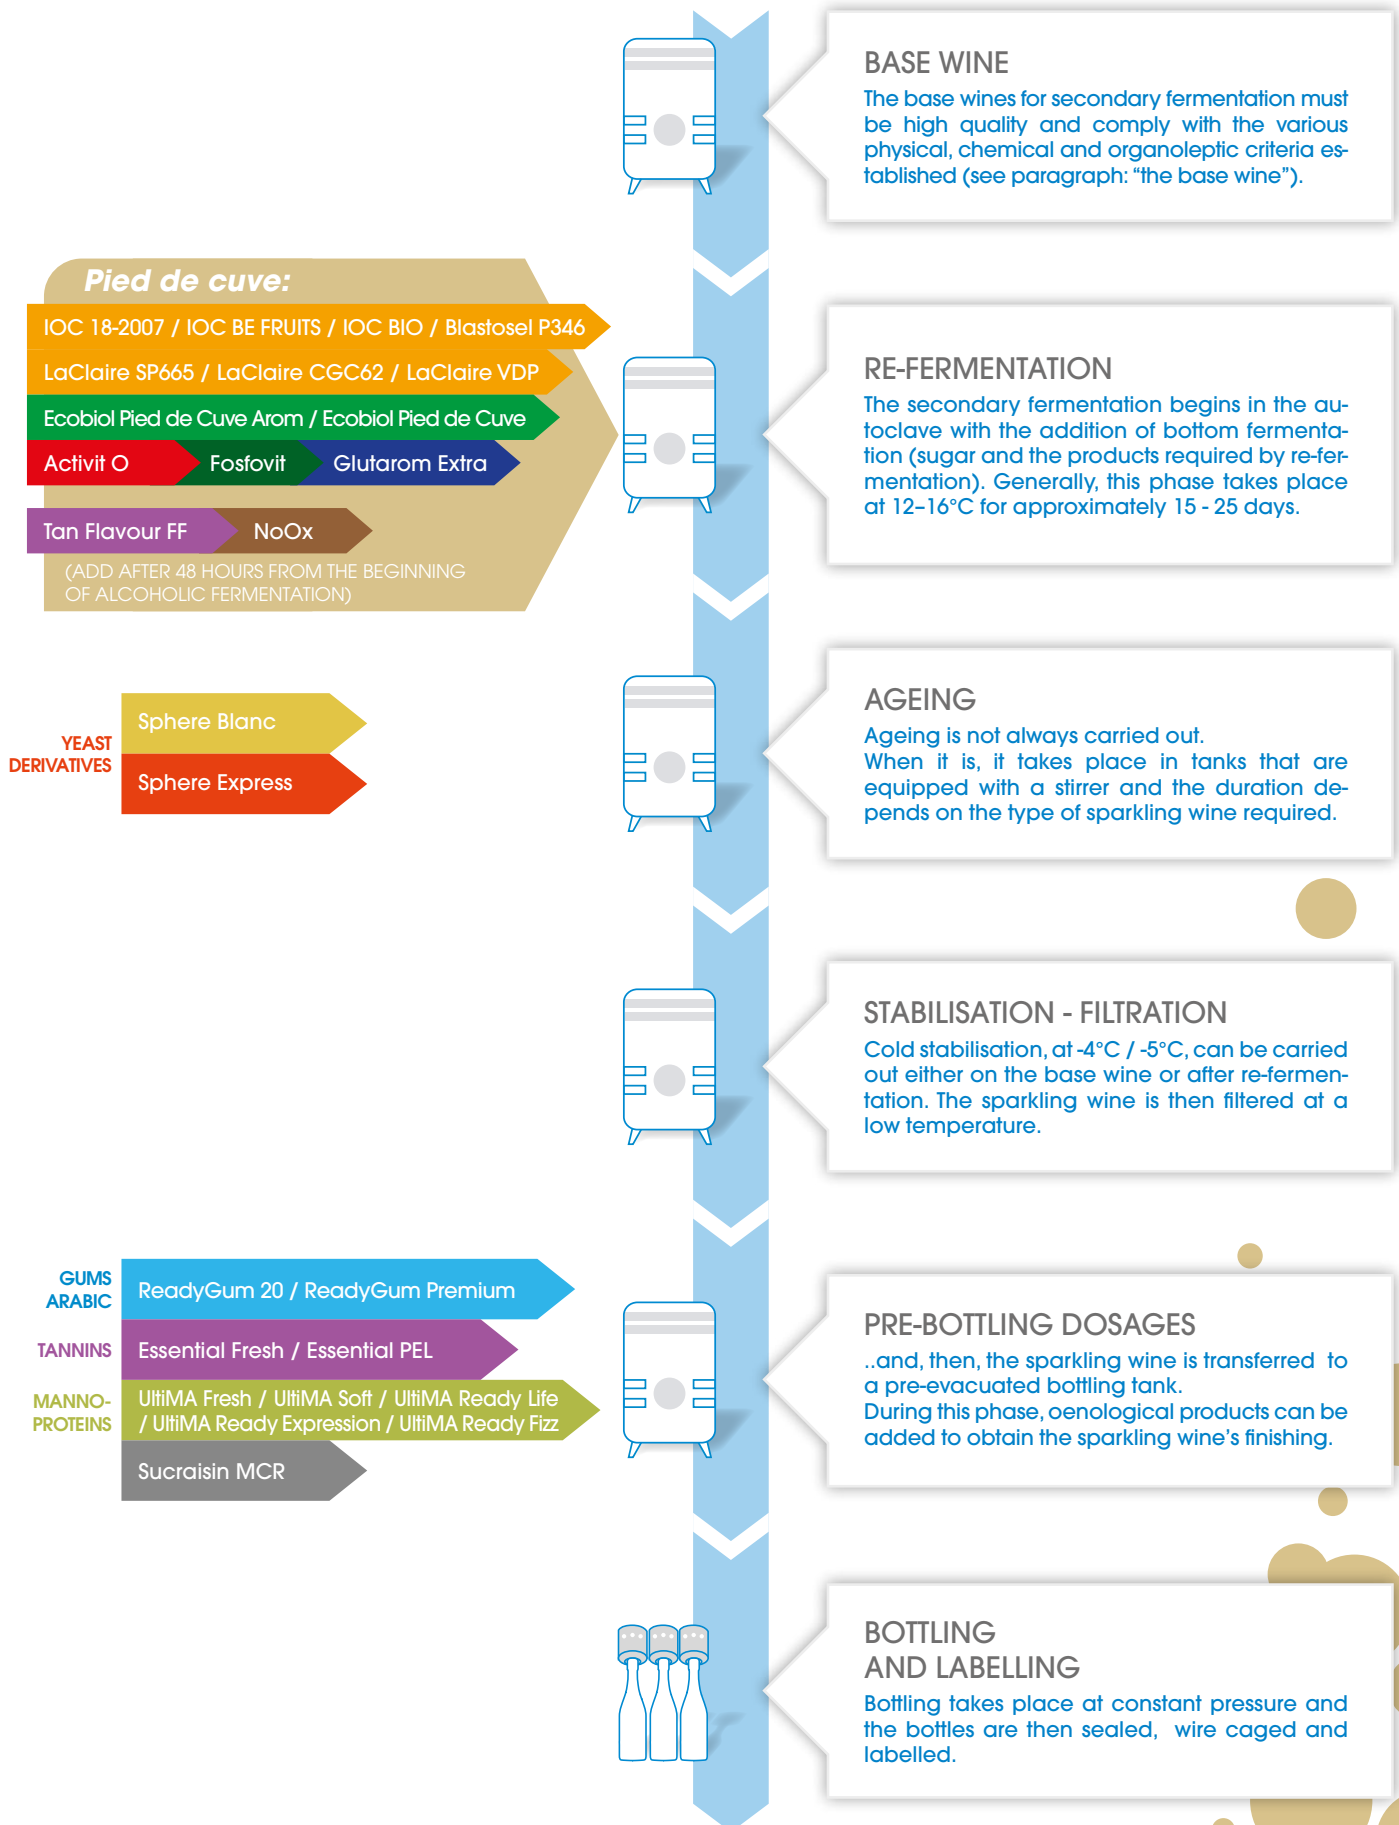 BASE WINE
The base wines for secondary fermentation must
be high quality and comply with the various
physical, chemical and organoleptic criteria es-
tablished (see paragraph: “the base wine”).
Pied de cuve:
IOC 18-2007 / IOC BE FRUITS / IOC BIO / Blastosel P346
LaClaire SP665 / LaClaire CGC62 / LaClaire VDP
Ecobiol Pied de Cuve Arom / Ecobiol Pied de Cuve
Activit O Fosfovit Glutarom Extra
Tan Flavour FF NoOx
(ADD AFTER 48 HOURS FROM THE BEGINNING
OF ALCOHOLIC FERMENTATION)
RE-FERMENTATION
The secondary fermentation begins in the au-
toclave with the addition of bottom fermenta-
tion (sugar and the products required by re-fer-
mentation). Generally, this phase takes place
at 12–16°C for approximately 15 - 25 days.
YEAST
DERIVATIVES
Sphere Blanc
Sphere Express
AGEING
Ageing is not always carried out.
When it is, it takes place in tanks that are
equipped with a stirrer and the duration de-
pends on the type of sparkling wine required.
STABILISATION - FILTRATION
Cold stabilisation, at -4°C / -5°C, can be carried
out either on the base wine or after re-fermen-
tation. The sparkling wine is then filtered at a
low temperature.
GUMS
ARABIC
ReadyGum 20 / ReadyGum Premium
TANNINS
Essential Fresh / Essential PEL
MANNO-
PROTEINS
UltiMA Fresh / UltiMA Soft / UltiMA Ready Life
/ UltiMA Ready Expression / UltiMA Ready Fizz
Sucraisin MCR
PRE-BOTTLING DOSAGES
..and, then, the sparkling wine is transferred to
a pre-evacuated bottling tank.
During this phase, oenological products can be
added to obtain the sparkling wine’s finishing.
BOTTLING
AND LABELLING
Bottling takes place at constant pressure and
the bottles are then sealed, wire caged and
labelled.